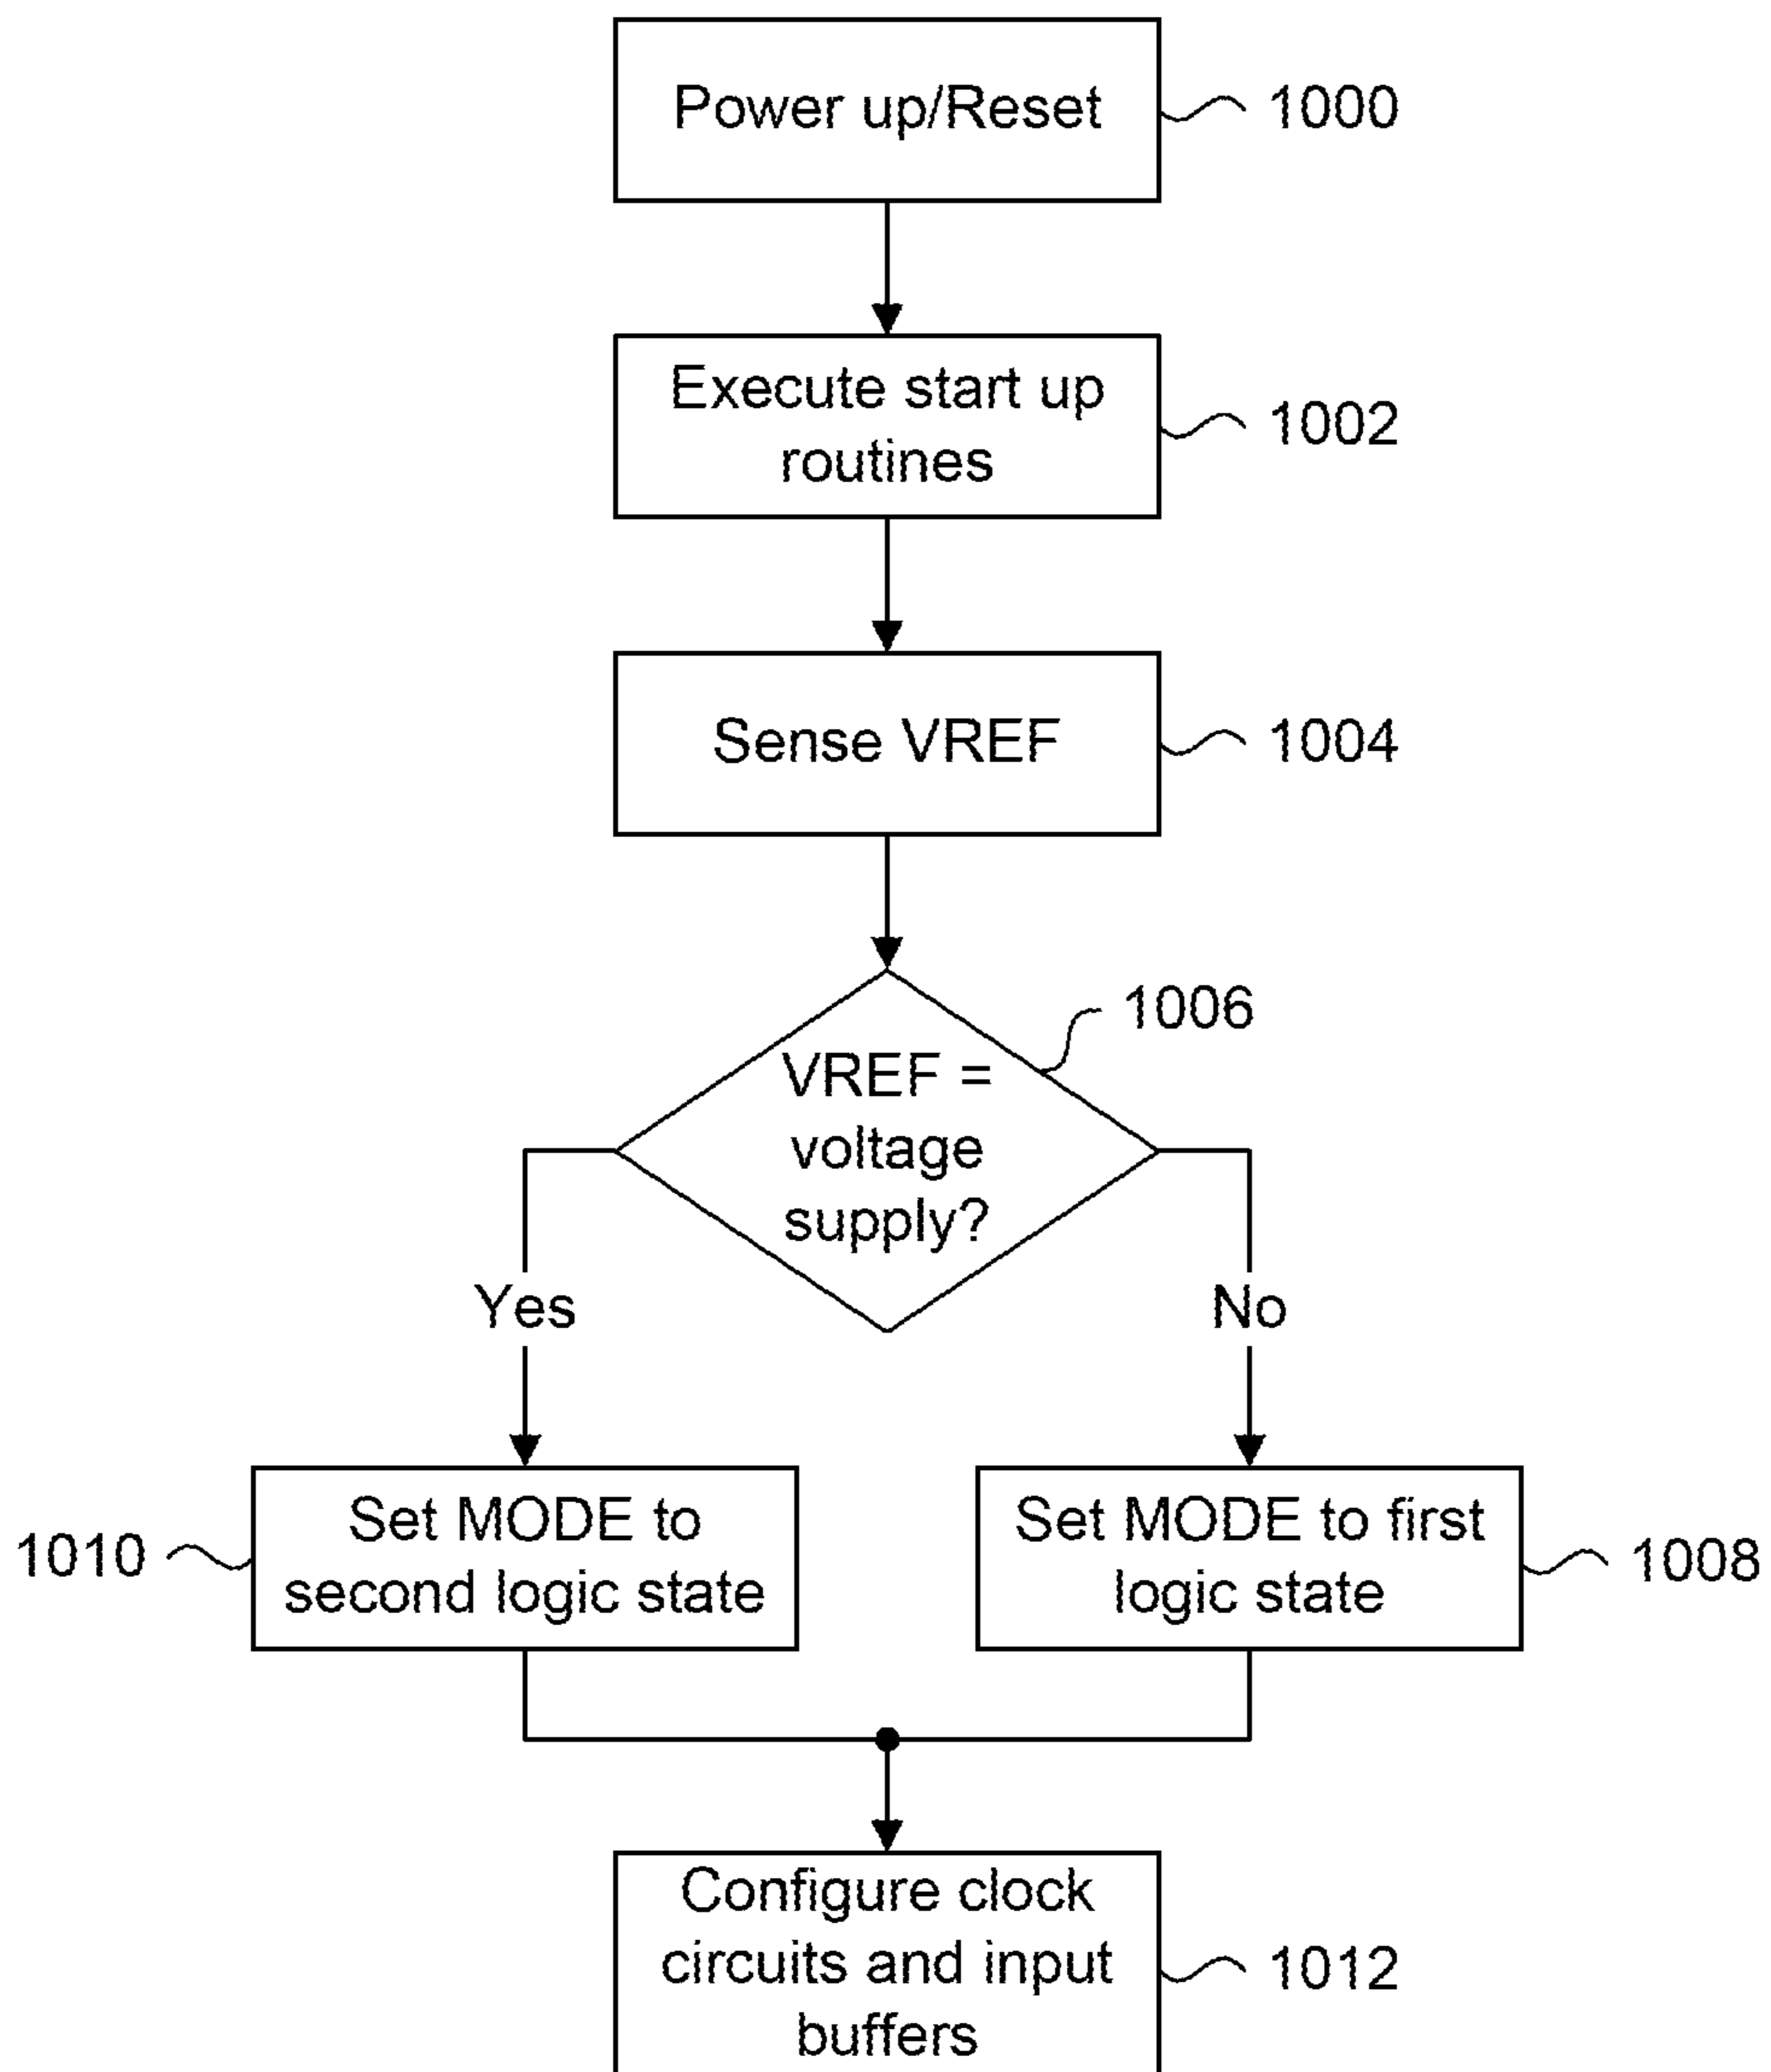 Power up/Reset
1000
Execute start up
routines
1002
Sense VREF
1004
1006
VREF =
voltage
supply?
Yes
No
1010
Set MODE to
second logic state
Set MODE to first
logic state
1008
Configure clock
circuits and input
buffers
1012